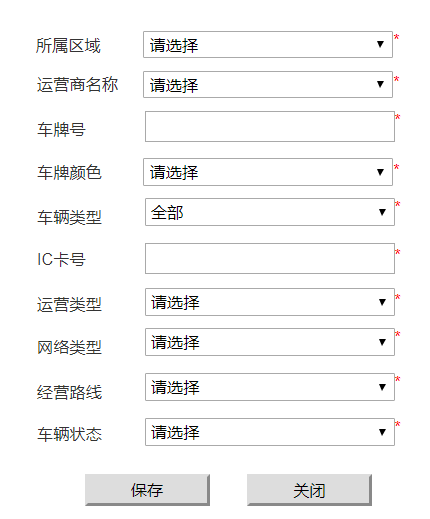 所属区域 请选择 *
运营商名称 请选择 *
车牌号 *
车牌颜色 请选择 *
车辆类型 全部 *
IC卡号 *
运营类型 请选择 *
网络类型 请选择 *
经营路线 请选择 *
车辆状态 请选择 *
保存 关闭